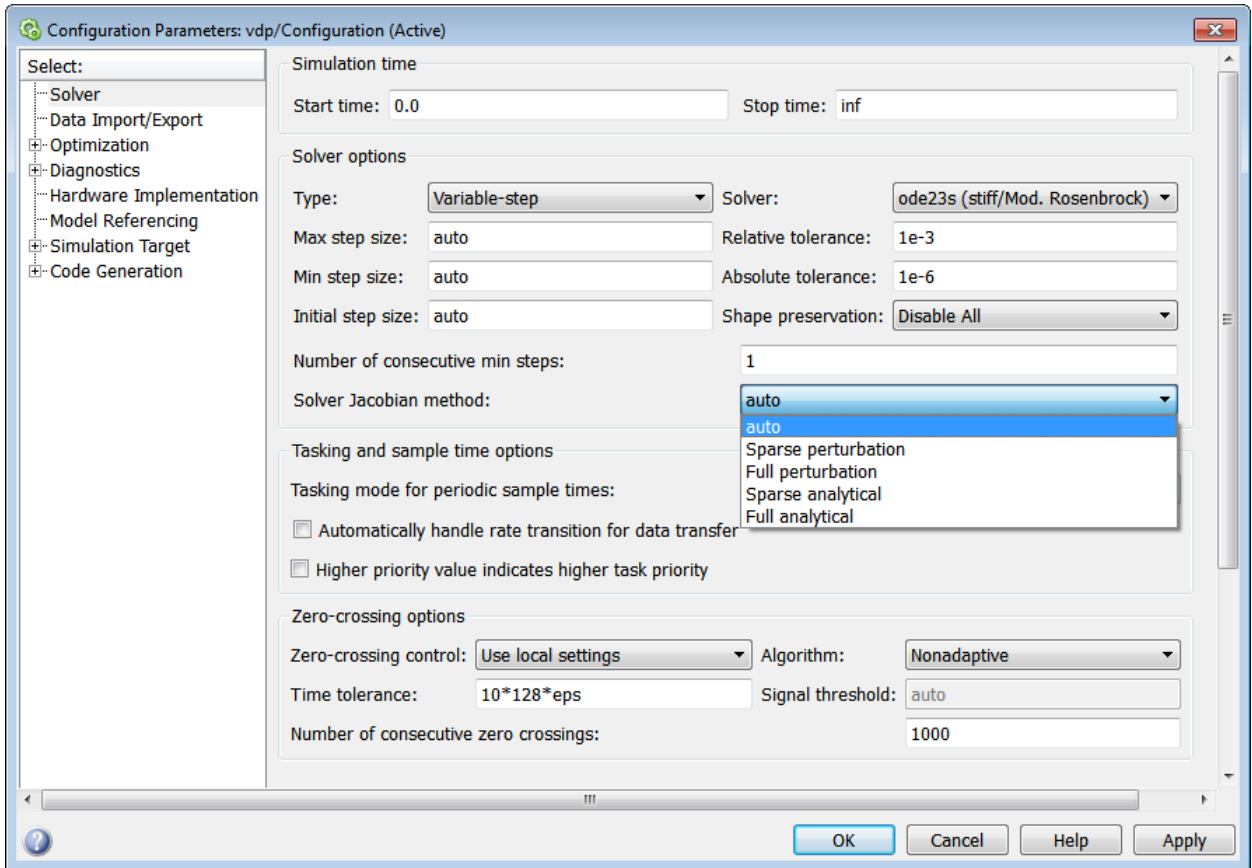 Configuration Parameters: vdp/Configuration (Active)
Select:
Solver
Data Import/Export
Optimization
Diagnostics
Hardware Implementation
Model Referencing
Simulation Target
Code Generation
Simulation time
Start time: 0.0 Stop time: inf
Solver options
Type: Variable-step Solver: ode23s (stiff/Mod. Rosenbrock)
Max step size: auto Relative tolerance: 1e-3
Min step size: auto Absolute tolerance: 1e-6
Initial step size: auto Shape preservation: Disable All
Number of consecutive min steps: 1
Solver Jacobian method: auto
auto
Sparse perturbation
Full perturbation
Sparse analytical
Full analytical
Tasking and sample time options
Tasking mode for periodic sample times:
Automatically handle rate transition for data transfer
Higher priority value indicates higher task priority
Zero-crossing options
Zero-crossing control: Use local settings Algorithm: Nonadaptive
Time tolerance: 10*128*eps Signal threshold: auto
Number of consecutive zero crossings: 1000
OK Cancel Help Apply